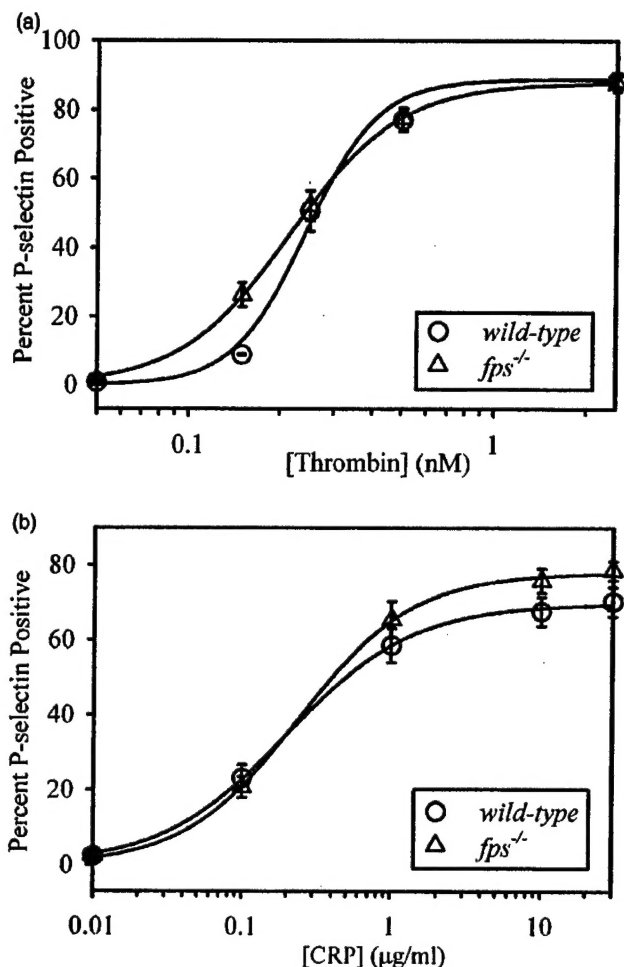 (a)
100
80
60
40
20
0
Percent P-selectin Positive
wild-type
fps-/-
0.1
1
[Thrombin] (nM)
(b)
80
60
40
20
0
Percent P-selectin Positive
wild-type
fps-/-
0.01
0.1
1
10
[CRP] (µg/ml)